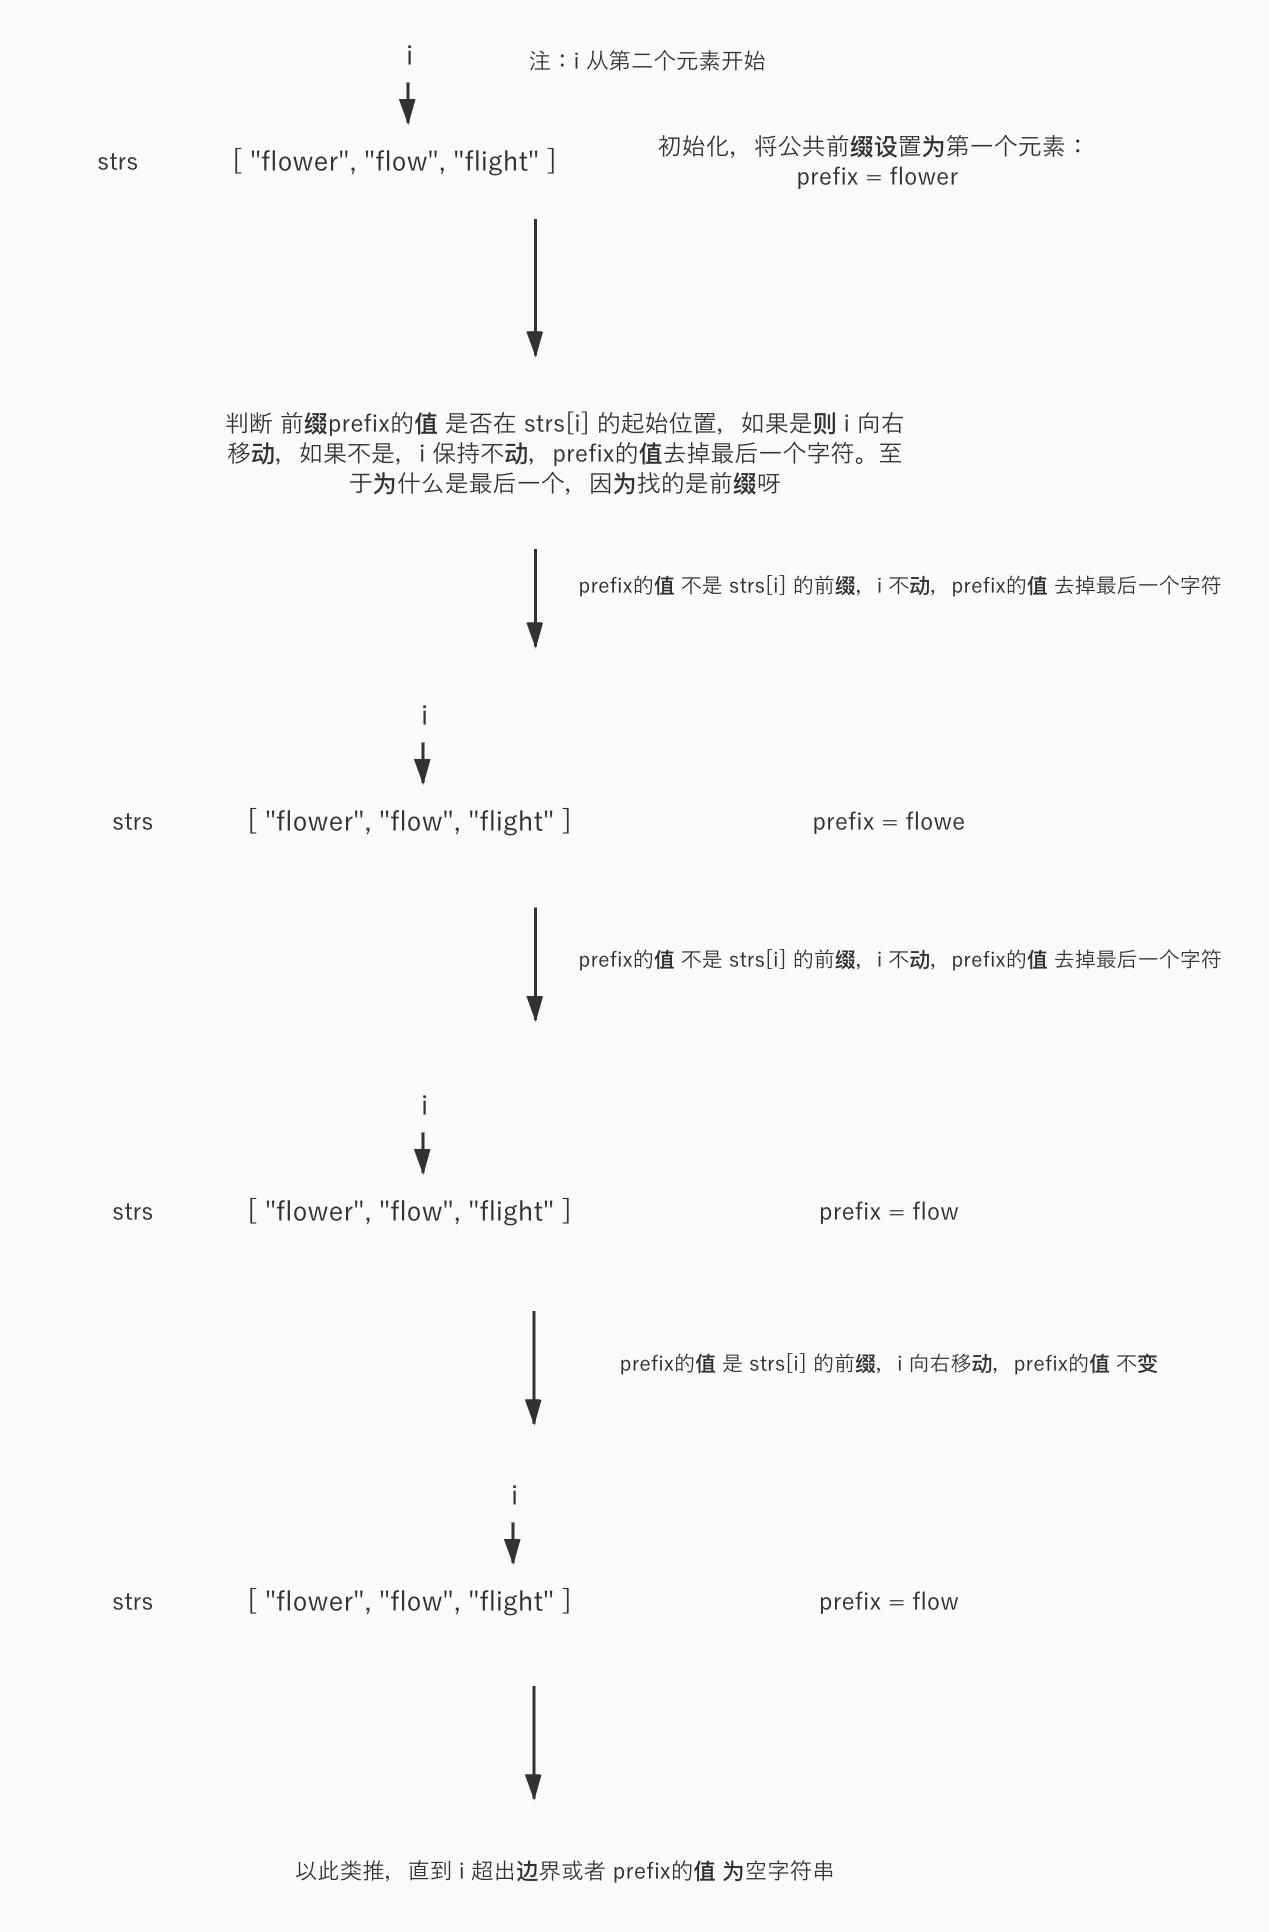 i
注：i 从第二个元素开始
strs
[ "flower", "flow", "flight" ]
初始化，将公共前缀设置为第一个元素：
prefix = flower
判断 前缀prefix的值 是否在 strs[i] 的起始位置，如果是则 i 向右
移动，如果不是，i 保持不动，prefix的值去掉最后一个字符。至
于为什么是最后一个，因为找的是前缀呀
prefix的值 不是 strs[i] 的前缀，i 不动，prefix的值 去掉最后一个字符
i
strs
[ "flower", "flow", "flight" ]
prefix = flowe
prefix的值 不是 strs[i] 的前缀，i 不动，prefix的值 去掉最后一个字符
i
strs
[ "flower", "flow", "flight" ]
prefix = flow
prefix的值 是 strs[i] 的前缀，i 向右移动，prefix的值 不变
i
strs
[ "flower", "flow", "flight" ]
prefix = flow
以此类推，直到 i 超出边界或者 prefix的值 为空字符串